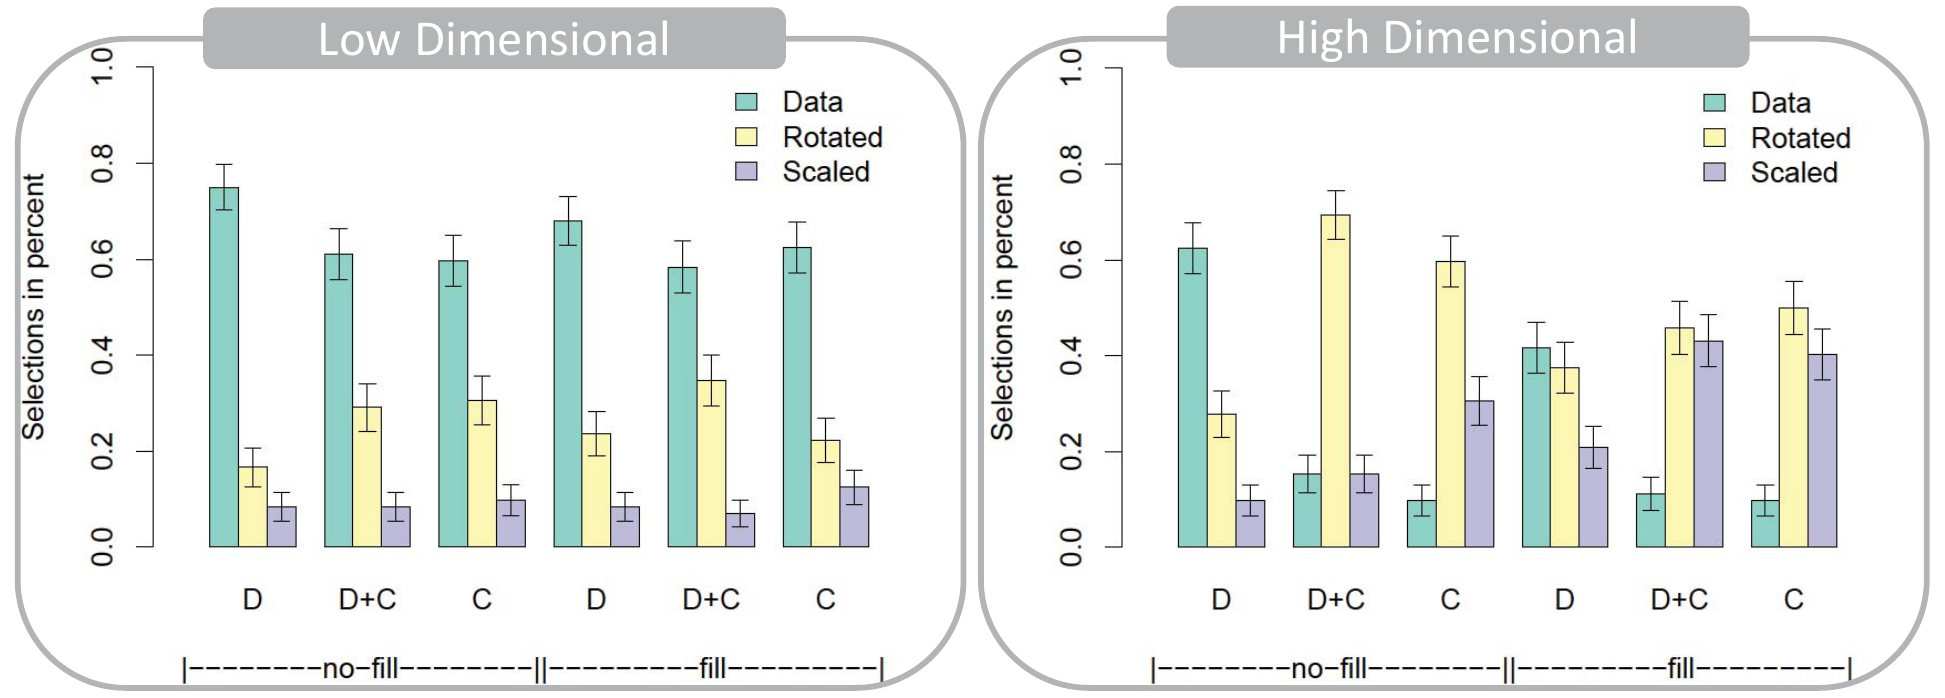 Low Dimensional
Selections in percent
1.0
0.8
0.6
0.4
0.2
0.0
Data
Rotated
Scaled
D D+C C D D+C C
|--------no-fill--------||---------fill---------|
High Dimensional
Selections in percent
1.0
0.8
0.6
0.4
0.2
0.0
Data
Rotated
Scaled
D D+C C D D+C C
|--------no-fill--------||---------fill---------|